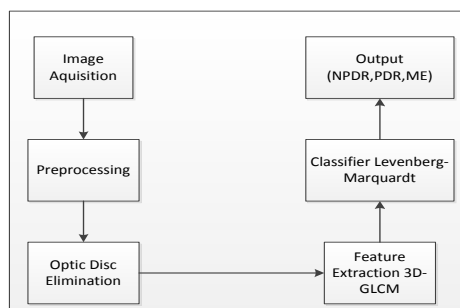 Image
Aquisition
Preprocessing
Optic Disc
Elimination
Feature
Extraction 3D-
GLCM
Classifier Levenberg-
Marquardt
Output
(NPDR,PDR,ME)